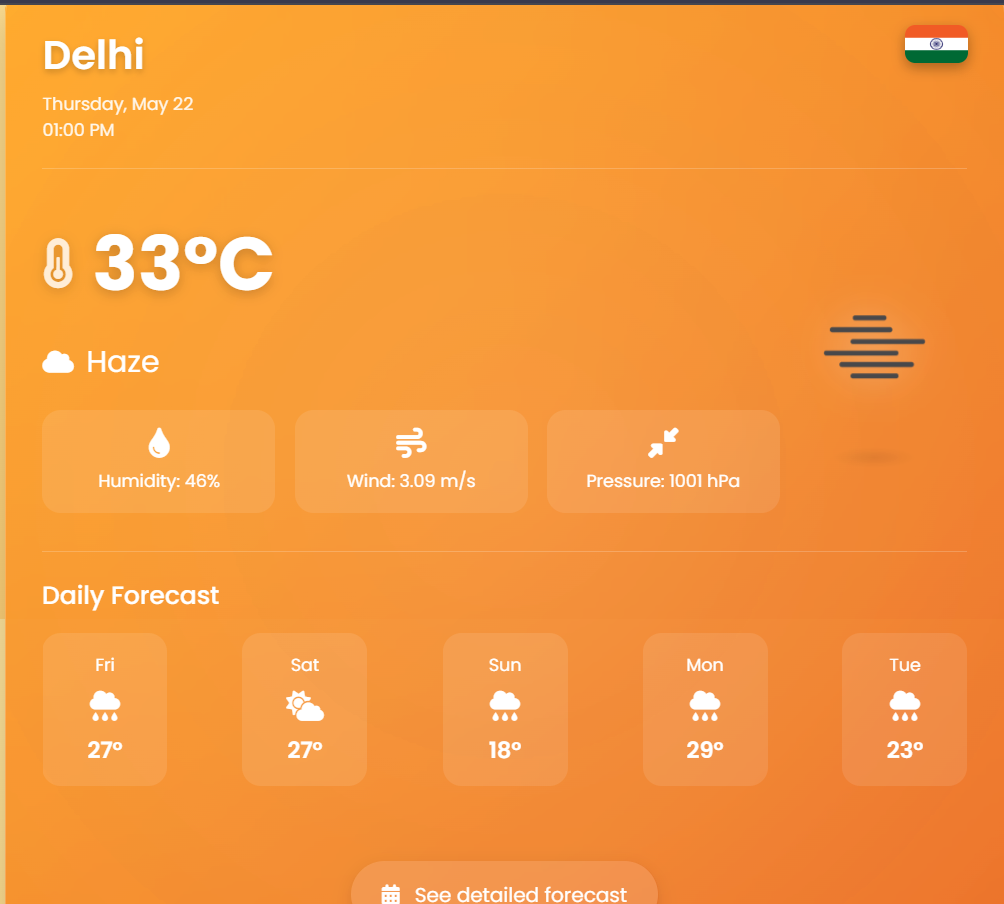 Delhi
Thursday, May 22
01:00 PM
33°C
Haze
Humidity: 46%
Wind: 3.09 m/s
Pressure: 1001 hPa
Daily Forecast
Fri
27°
Sat
27°
Sun
18°
Mon
29°
Tue
23°
See detailed forecast